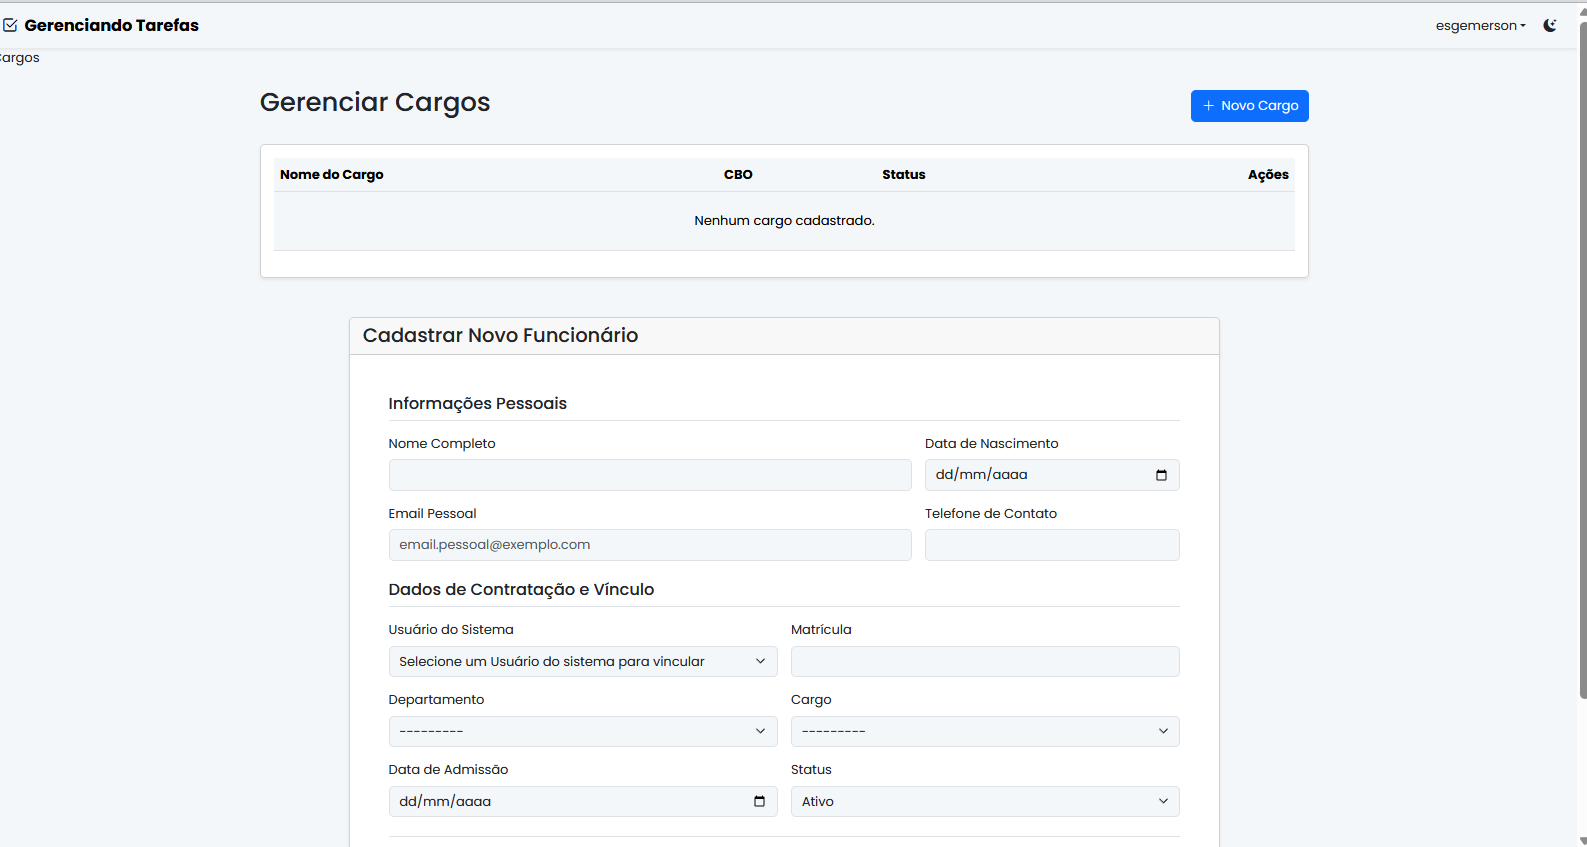 Gerenciando Tarefas
esgemerson
argos
Gerenciar Cargos
+ Novo Cargo
Nome do Cargo CBO Status Ações
Nenhum cargo cadastrado.
Cadastrar Novo Funcionário
Informações Pessoais
Nome Completo Data de Nascimento
dd/mm/aaaa
Email Pessoal Telefone de Contato
email.pessoal@exemplo.com
Dados de Contratação e Vínculo
Usuário do Sistema Matrícula
Selecione um Usuário do sistema para vincular
Departamento Cargo
--------- ---------
Data de Admissão Status
dd/mm/aaaa Ativo